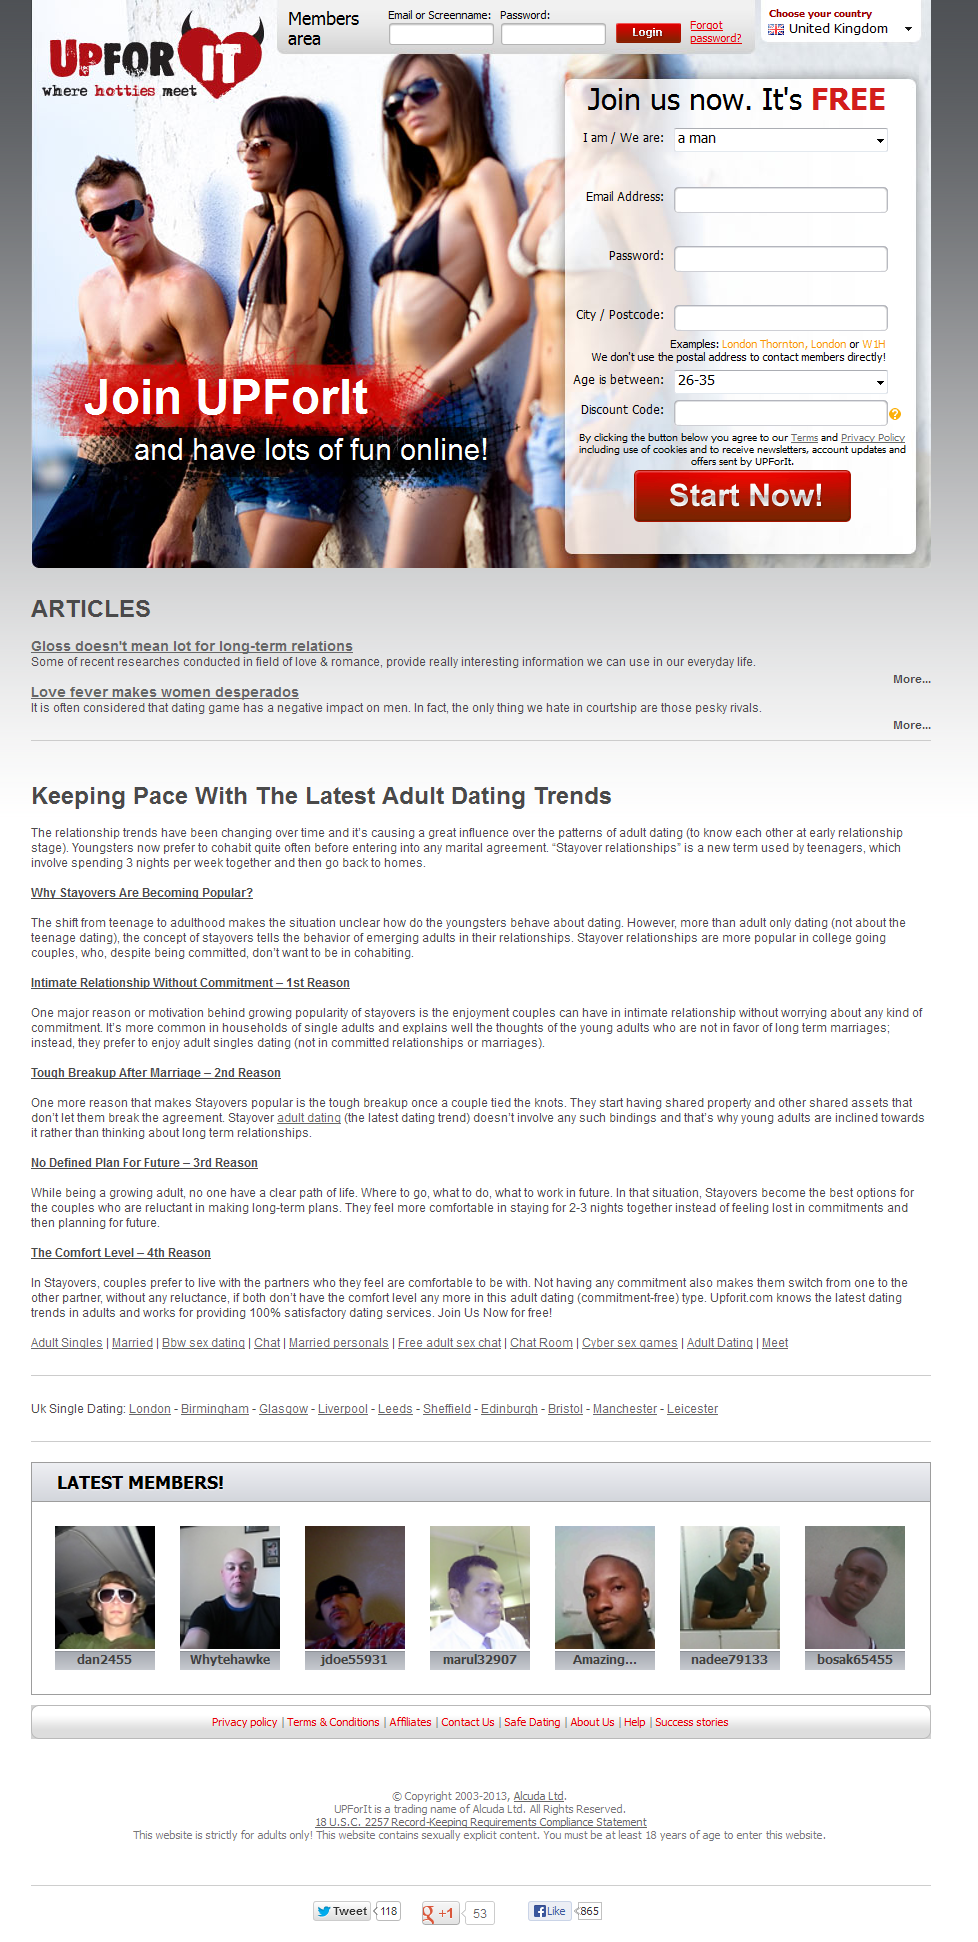 UPFOR IT
where hotties meet
Members area
Email or Screenname: Password:
Login
Forgot password?
Choose your country
United Kingdom
Join us now. It's FREE
I am / We are: a man
Email Address:
Password:
City / Postcode:
Examples: London Thornton, London or W1H
We don't use the postal address to contact members directly!
Age is between: 26-35
Discount Code: ?
By clicking the button below you agree to our Terms and Privacy Policy
including use of cookies and to receive newsletters, account updates and
offers sent by UPForIt.
Start Now!
Join UPForIt
and have lots of fun online!
ARTICLES
Gloss doesn't mean lot for long-term relations
Some of recent researches conducted in field of love & romance, provide really interesting information we can use in our everyday life.
More...
Love fever makes women desperados
It is often considered that dating game has a negative impact on men. In fact, the only thing we hate in courtship are those pesky rivals.
More...
Keeping Pace With The Latest Adult Dating Trends
The relationship trends have been changing over time and it's causing a great influence over the patterns of adult dating (to know each other at early relationship
stage). Youngsters now prefer to cohabit quite often before entering into any marital agreement. “Stayover relationships” is a new term used by teenagers, which
involve spending 3 nights per week together and then go back to homes.
Why Stayovers Are Becoming Popular?
The shift from teenage to adulthood makes the situation unclear how do the youngsters behave about dating. However, more than adult only dating (not about the
teenage dating), the concept of stayovers tells the behavior of emerging adults in their relationships. Stayover relationships are more popular in college going
couples, who, despite being committed, don't want to be in cohabiting.
Intimate Relationship Without Commitment – 1st Reason
One major reason or motivation behind growing popularity of stayovers is the enjoyment couples can have in intimate relationship without worrying about any kind of
commitment. It's more common in households of single adults and explains well the thoughts of the young adults who are not in favor of long term marriages;
instead, they prefer to enjoy adult singles dating (not in committed relationships or marriages).
Tough Breakup After Marriage – 2nd Reason
One more reason that makes Stayovers popular is the tough breakup once a couple tied the knots. They start having shared property and other shared assets that
don't let them break the agreement. Stayover adult dating (the latest dating trend) doesn't involve any such bindings and that's why young adults are inclined towards
it rather than thinking about long term relationships.
No Defined Plan For Future – 3rd Reason
While being a growing adult, no one have a clear path of life. Where to go, what to do, what to work in future. In that situation, Stayovers become the best options for
the couples who are reluctant in making long-term plans. They feel more comfortable in staying for 2-3 nights together instead of feeling lost in commitments and
then planning for future.
The Comfort Level – 4th Reason
In Stayovers, couples prefer to live with the partners who they feel are comfortable to be with. Not having any commitment also makes them switch from one to the
other partner, without any reluctance, if both don't have the comfort level any more in this adult dating (commitment-free) type. Upforit.com knows the latest dating
trends in adults and works for providing 100% satisfactory dating services. Join Us Now for free!
Adult Singles | Married | Bbw sex dating | Chat | Married personals | Free adult sex chat | Chat Room | Cyber sex games | Adult Dating | Meet
Uk Single Dating: London - Birmingham - Glasgow - Liverpool - Leeds - Sheffield - Edinburgh - Bristol - Manchester - Leicester
LATEST MEMBERS!
dan2455 Whytehawke jdoe55931 marul32907 Amazing... nadee79133 bosak65455
Privacy policy | Terms & Conditions | Affiliates | Contact Us | Safe Dating | About Us | Help | Success stories
© Copyright 2003-2013, Alcuda Ltd.
UPForIt is a trading name of Alcuda Ltd. All Rights Reserved.
18 U.S.C. 2257 Record-Keeping Requirements Compliance Statement
This website is strictly for adults only! This website contains sexually explicit content. You must be at least 18 years of age to enter this website.
Tweet 118 g +1 53 Like 865